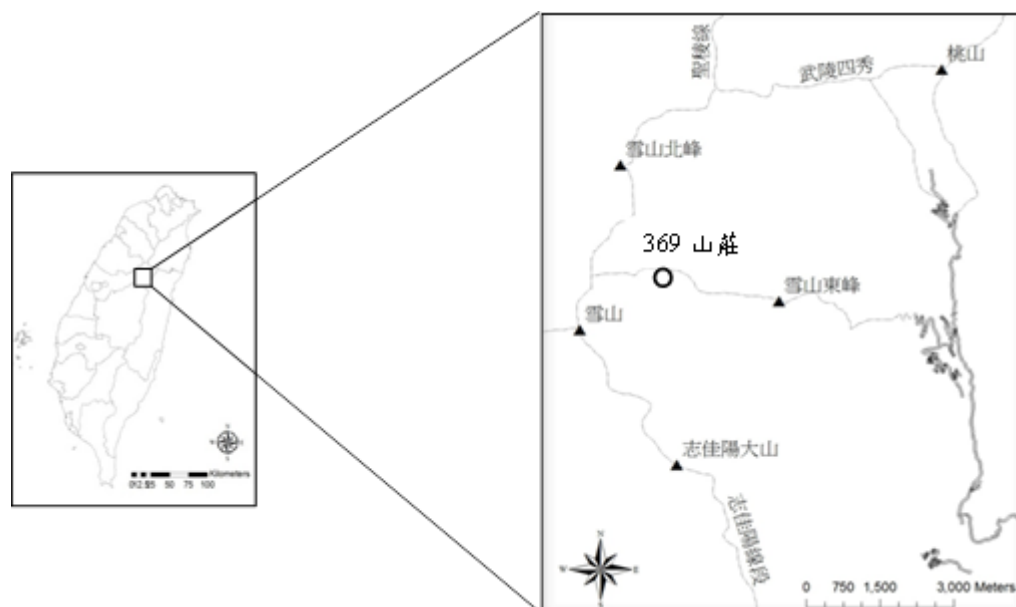 聖稜線
武陵四秀
桃山
雪山北峰
369 山莊
雪山東峰
雪山
志佳陽大山
志佳陽線段
N
W
E
S
0 750 1,500 3,000 Meters
N
W
E
S
Kilometers
0 12.5 25 50 75 100